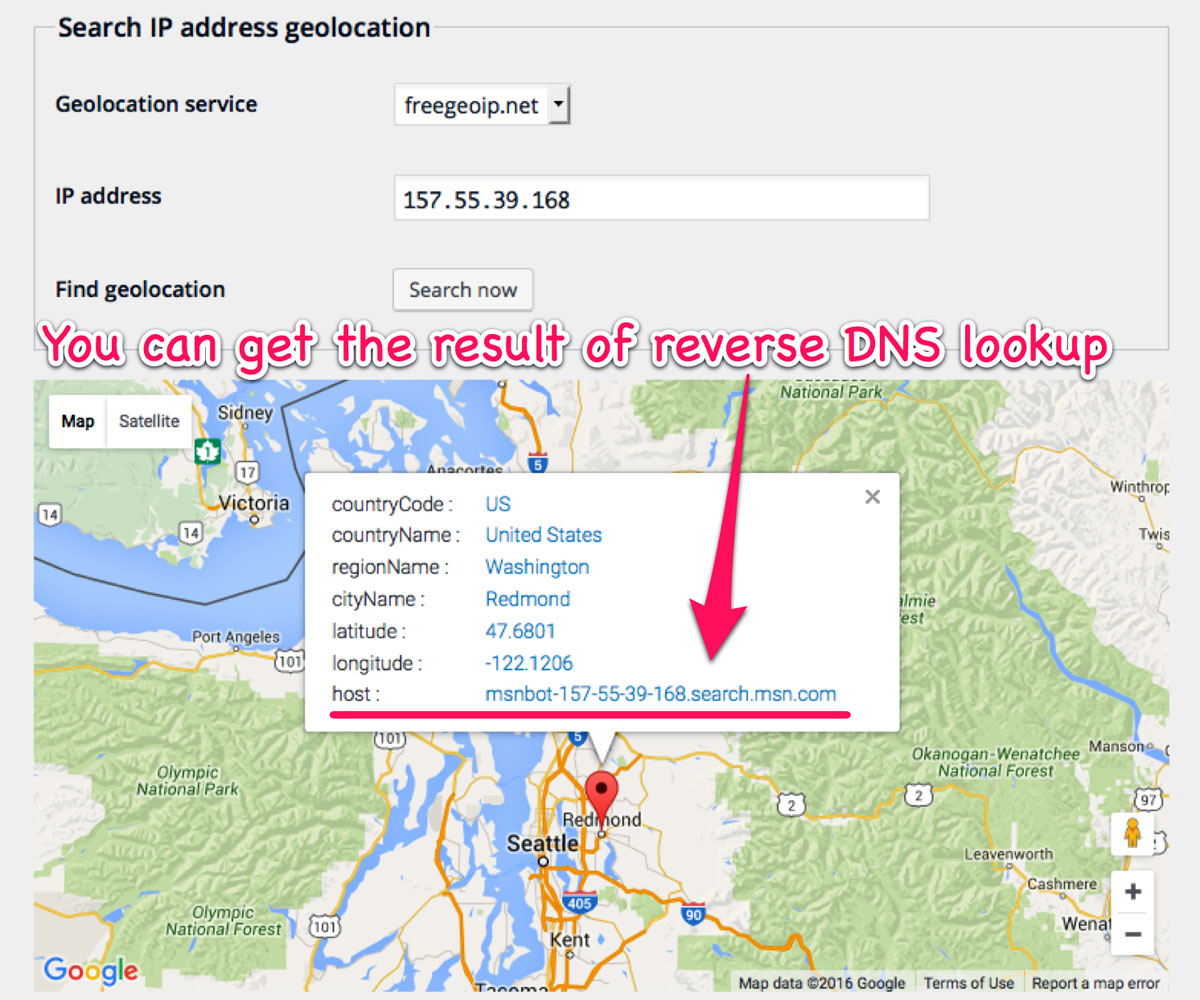 Search IP address geolocation
Geolocation service
freegeoip.net
IP address
157.55.39.168
Find geolocation
Search now
You can get the result of reverse DNS lookup
National Park
Map
Satellite
Sidney
1
17
5
Anacortes
Victoria
14
14
Winthrop
countryCode : US
countryName : United States
regionName : Washington
cityName : Redmond
latitude : 47.6801
longitude : -122.1206
host : msnbot-157-55-39-168.search.msn.com
Port Angeles
101
101
5
Olympic
National Park
Okanogan-Wenatchee
National Forest
Manson
2
2
97
Redmond
Seattle
Leavenworth
Cashmere
405
90
Olympic
National Forest
101
Kent
Tacoma
Google
Map data ©2016 Google
Terms of Use
Report a map error